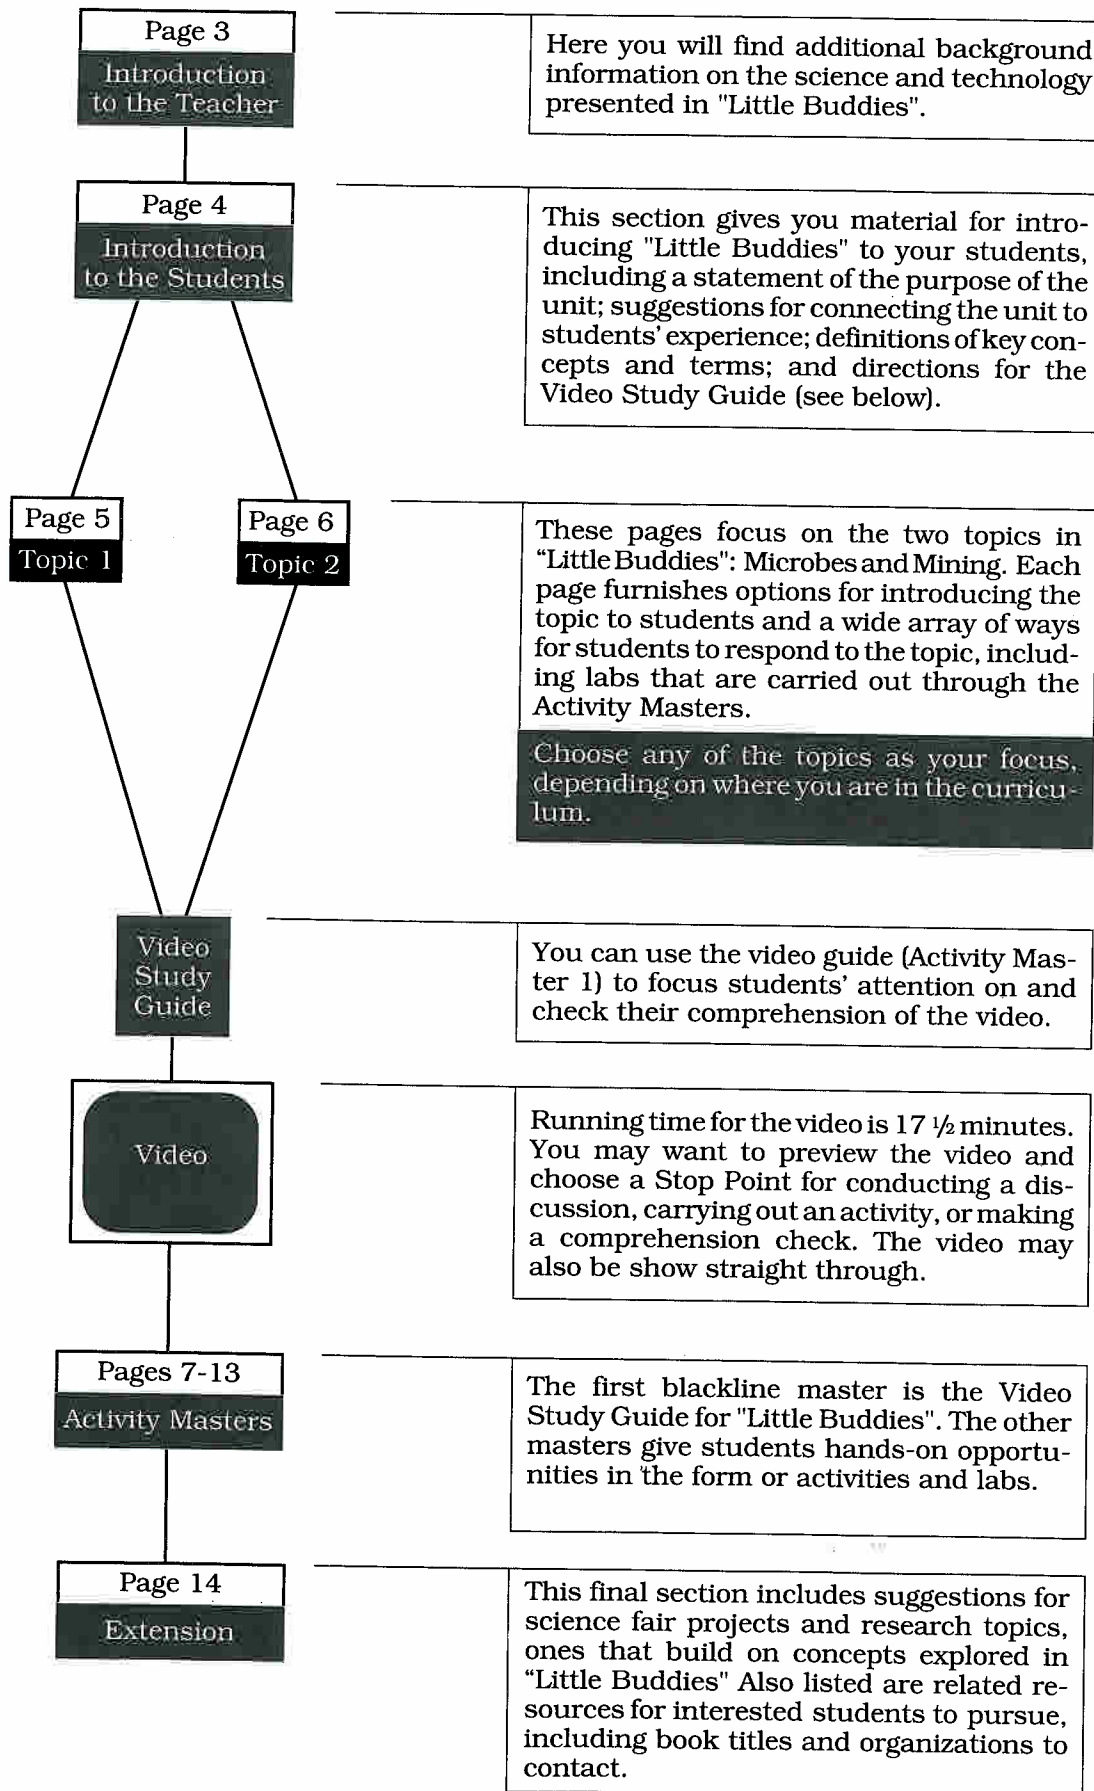 Page 3
Introduction
to the Teacher
Here you will find additional background
information on the science and technology
presented in "Little Buddies".
Page 4
Introduction
to the Students
This section gives you material for intro-
ducing "Little Buddies" to your students,
including a statement of the purpose of the
unit; suggestions for connecting the unit to
students' experience; definitions of key con-
cepts and terms; and directions for the
Video Study Guide (see below).
Page 5
Topic 1
Page 6
Topic 2
These pages focus on the two topics in
“Little Buddies": Microbes and Mining. Each
page furnishes options for introducing the
topic to students and a wide array of ways
for students to respond to the topic, includ-
ing labs that are carried out through the
Activity Masters.
Choose any of the topics as your focus,
depending on where you are in the curricu-
lum.
Video
Study
Guide
You can use the video guide (Activity Mas-
ter 1) to focus students' attention on and
check their comprehension of the video.
Video
Running time for the video is 17 ½ minutes.
You may want to preview the video and
choose a Stop Point for conducting a dis-
cussion, carrying out an activity, or making
a comprehension check. The video may
also be show straight through.
Pages 7-13
Activity Masters
The first blackline master is the Video
Study Guide for "Little Buddies". The other
masters give students hands-on opportu-
nities in the form or activities and labs.
Page 14
Extension
This final section includes suggestions for
science fair projects and research topics,
ones that build on concepts explored in
“Little Buddies" Also listed are related re-
sources for interested students to pursue,
including book titles and organizations to
contact.